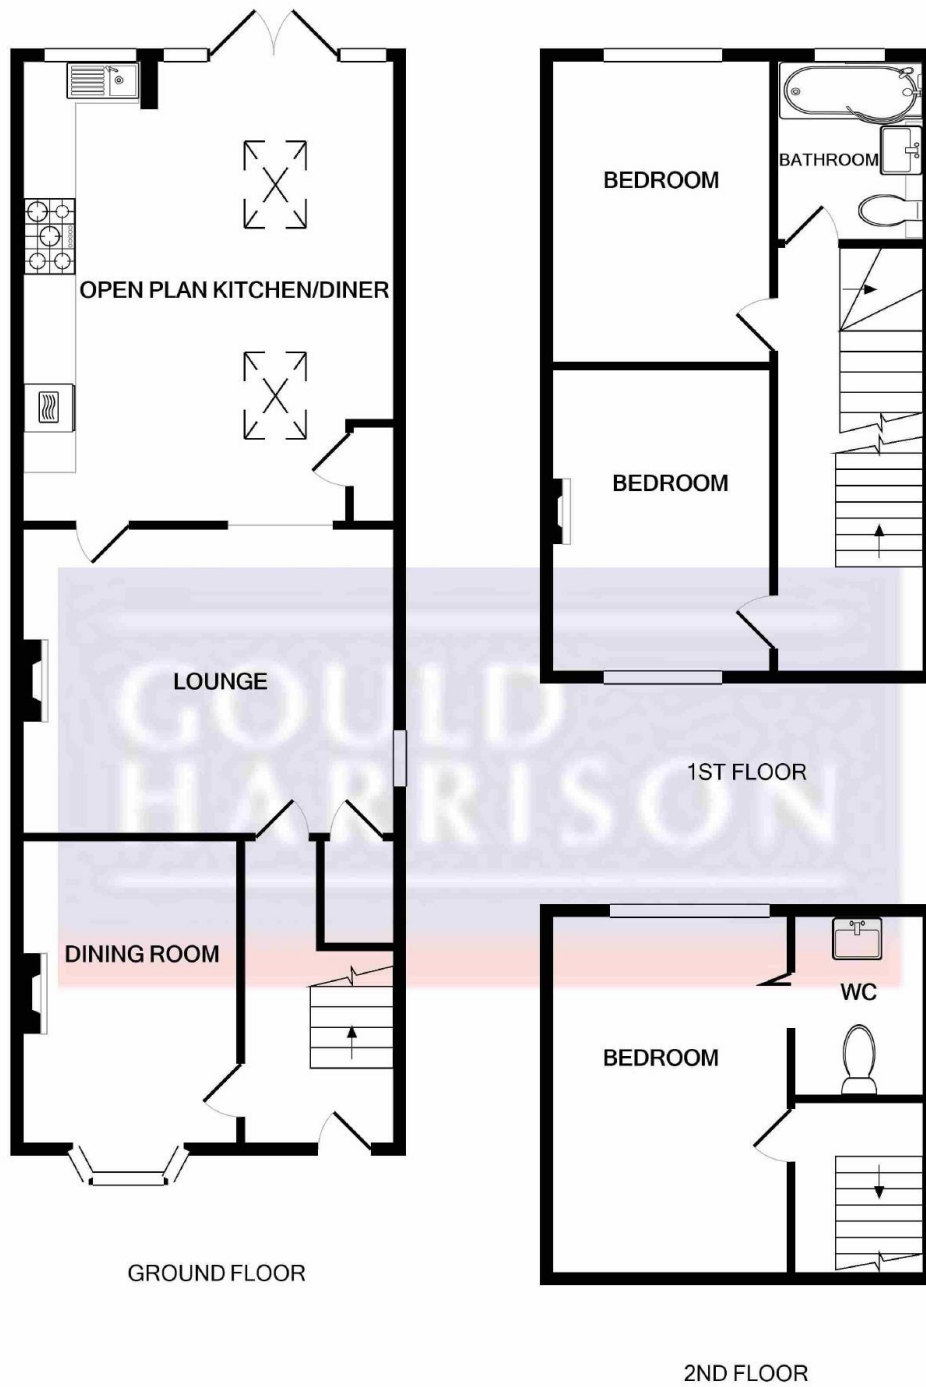 OPEN PLAN KITCHEN/DINER
LOUNGE
DINING ROOM
GROUND FLOOR
BEDROOM
BATHROOM
BEDROOM
1ST FLOOR
BEDROOM
WC
2ND FLOOR
GOULD
HARRISON